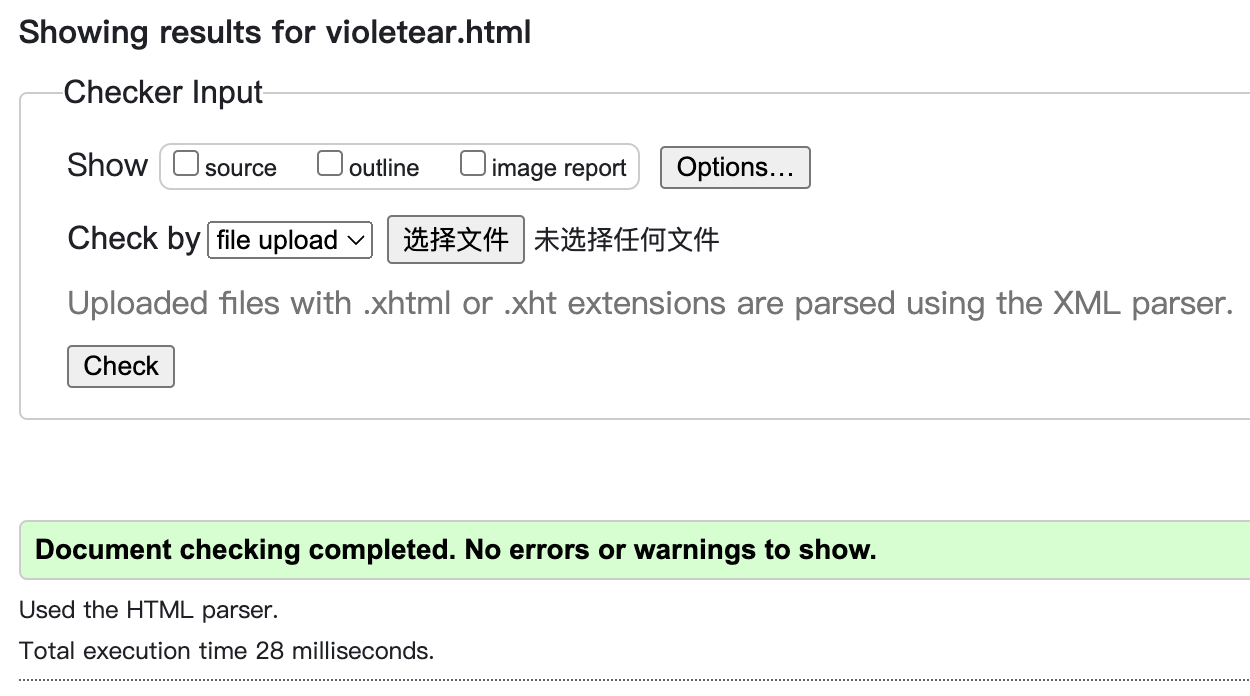 Showing results for violetear.html
Checker Input
Show source outline image report Options…
Check by file upload 选择文件 未选择任何文件
Uploaded files with .xhtml or .xht extensions are parsed using the XML parser.
Check
Document checking completed. No errors or warnings to show.
Used the HTML parser.
Total execution time 28 milliseconds.